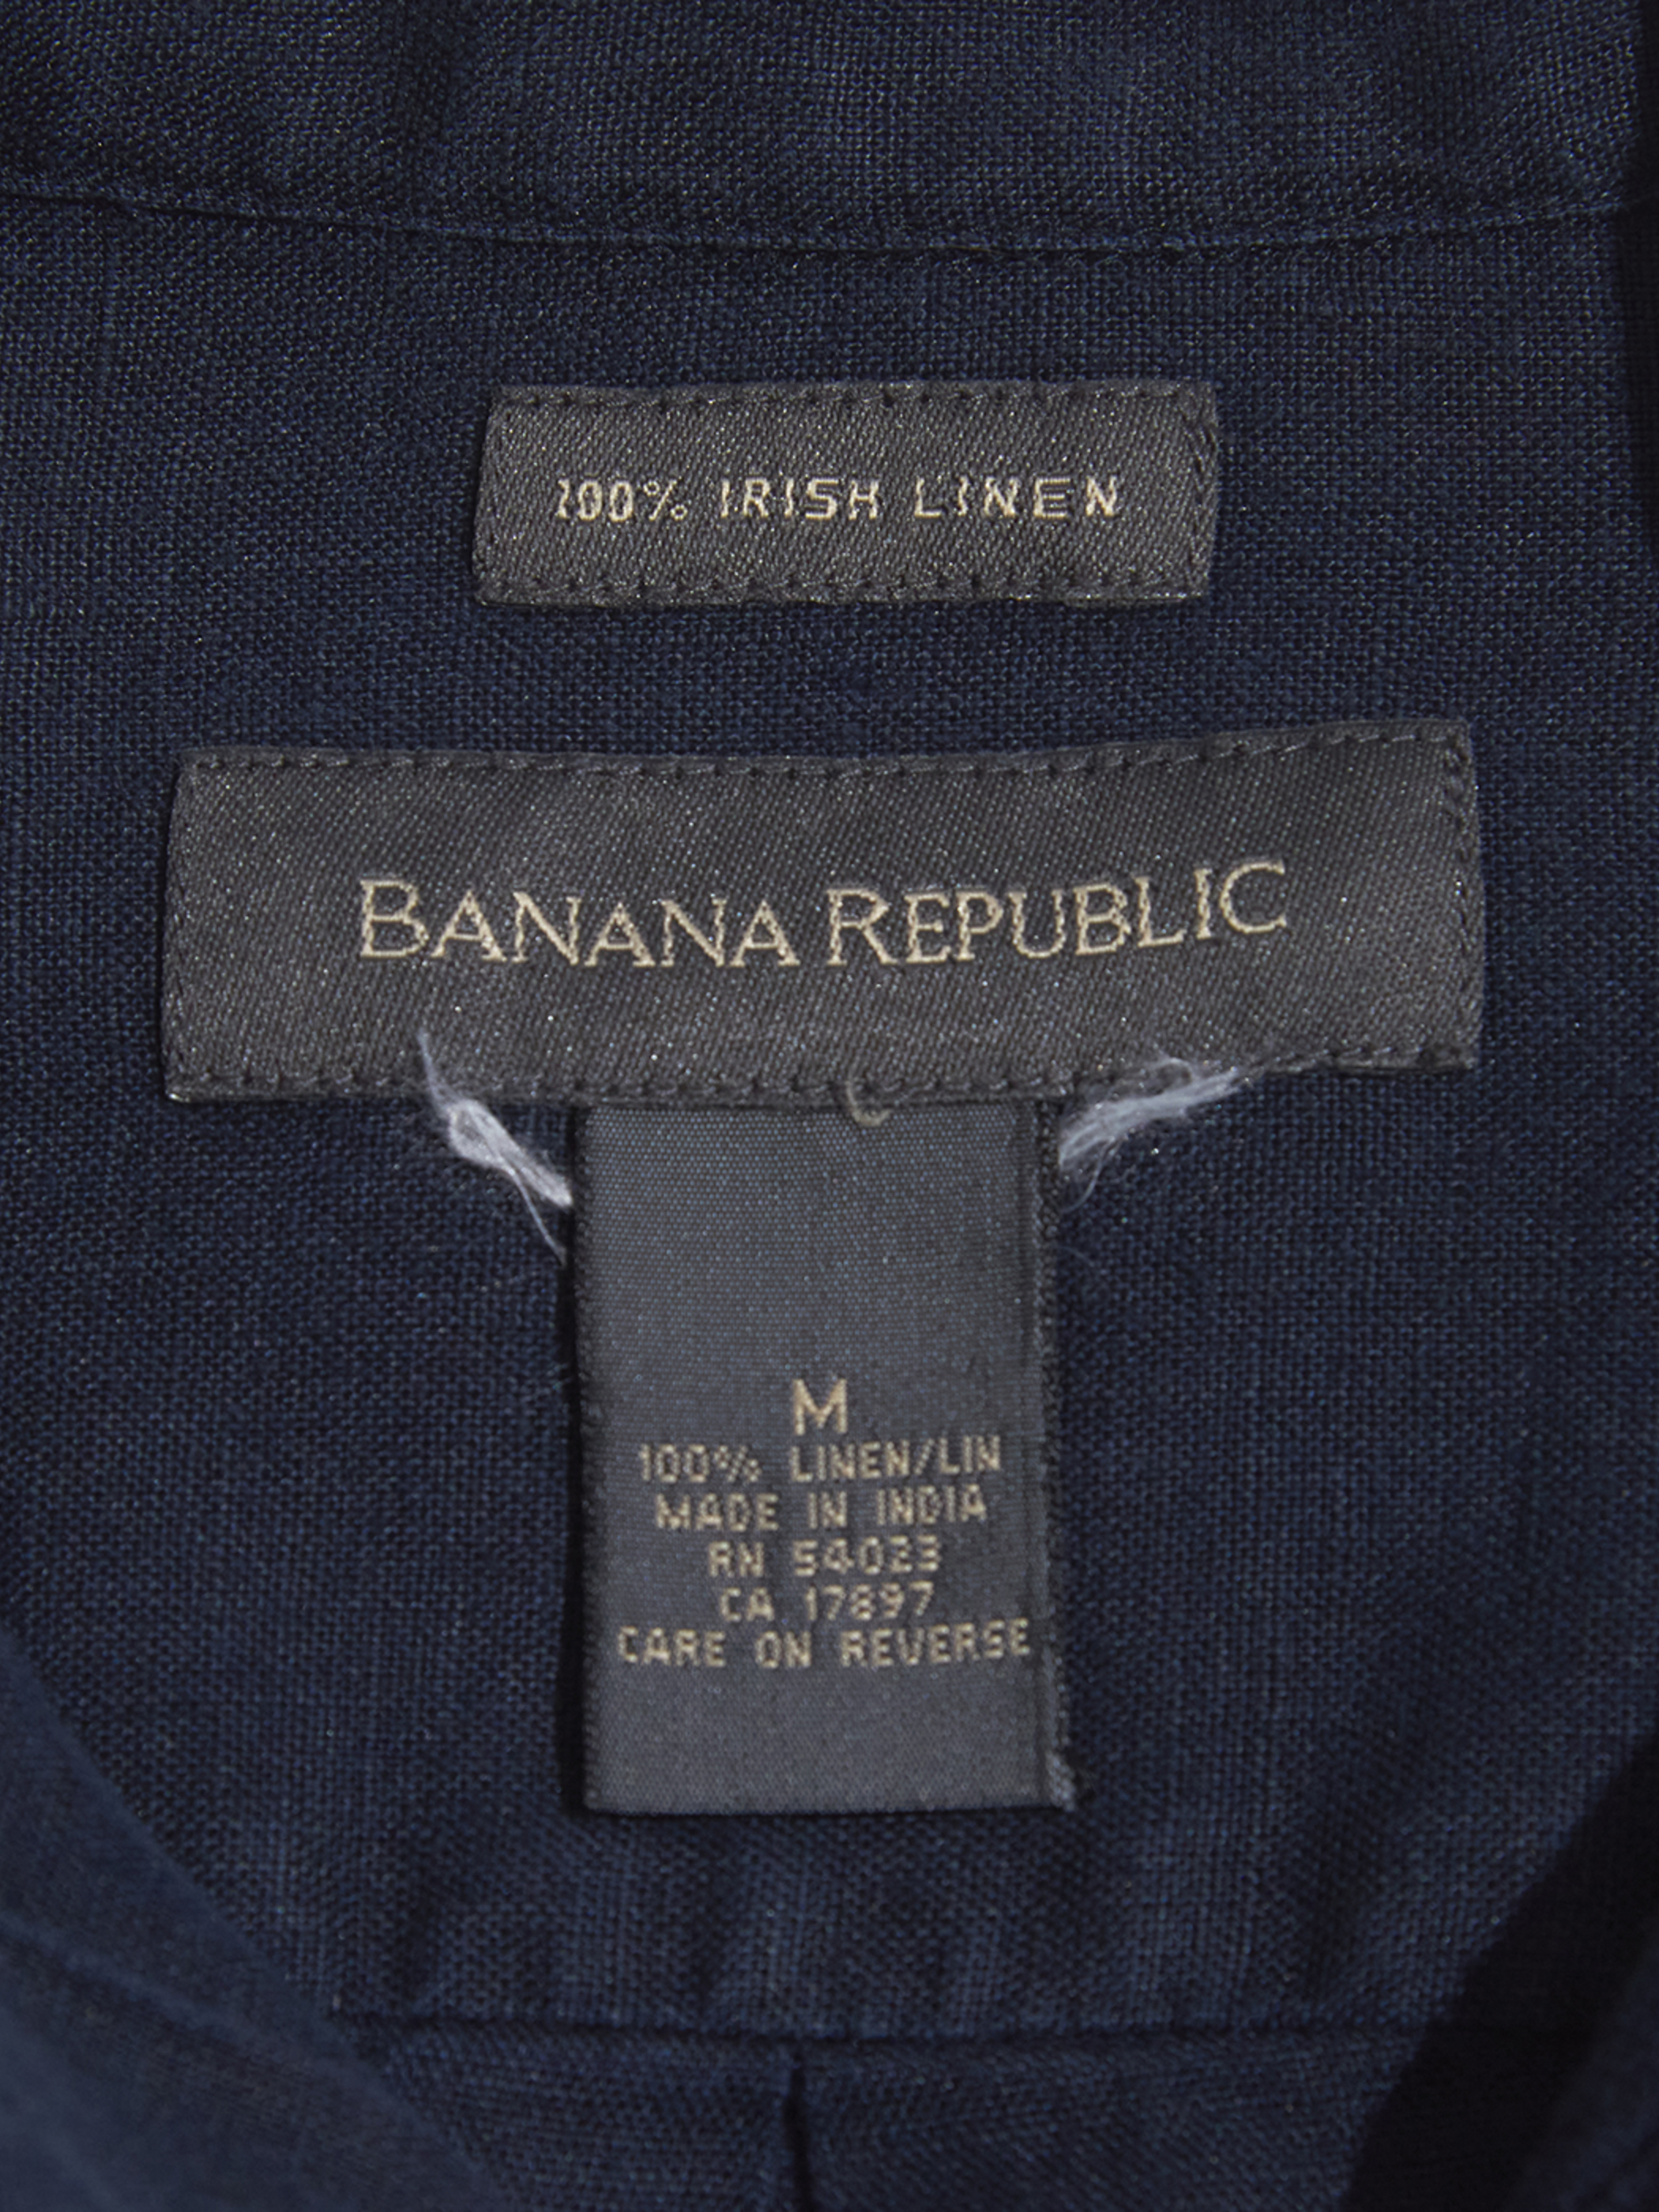 100% IRISH LINEN
BANANA REPUBLIC
M
100% LINEN/LIN
MADE IN INDIA
RN 54023
CA 17897
CARE ON REVERSE